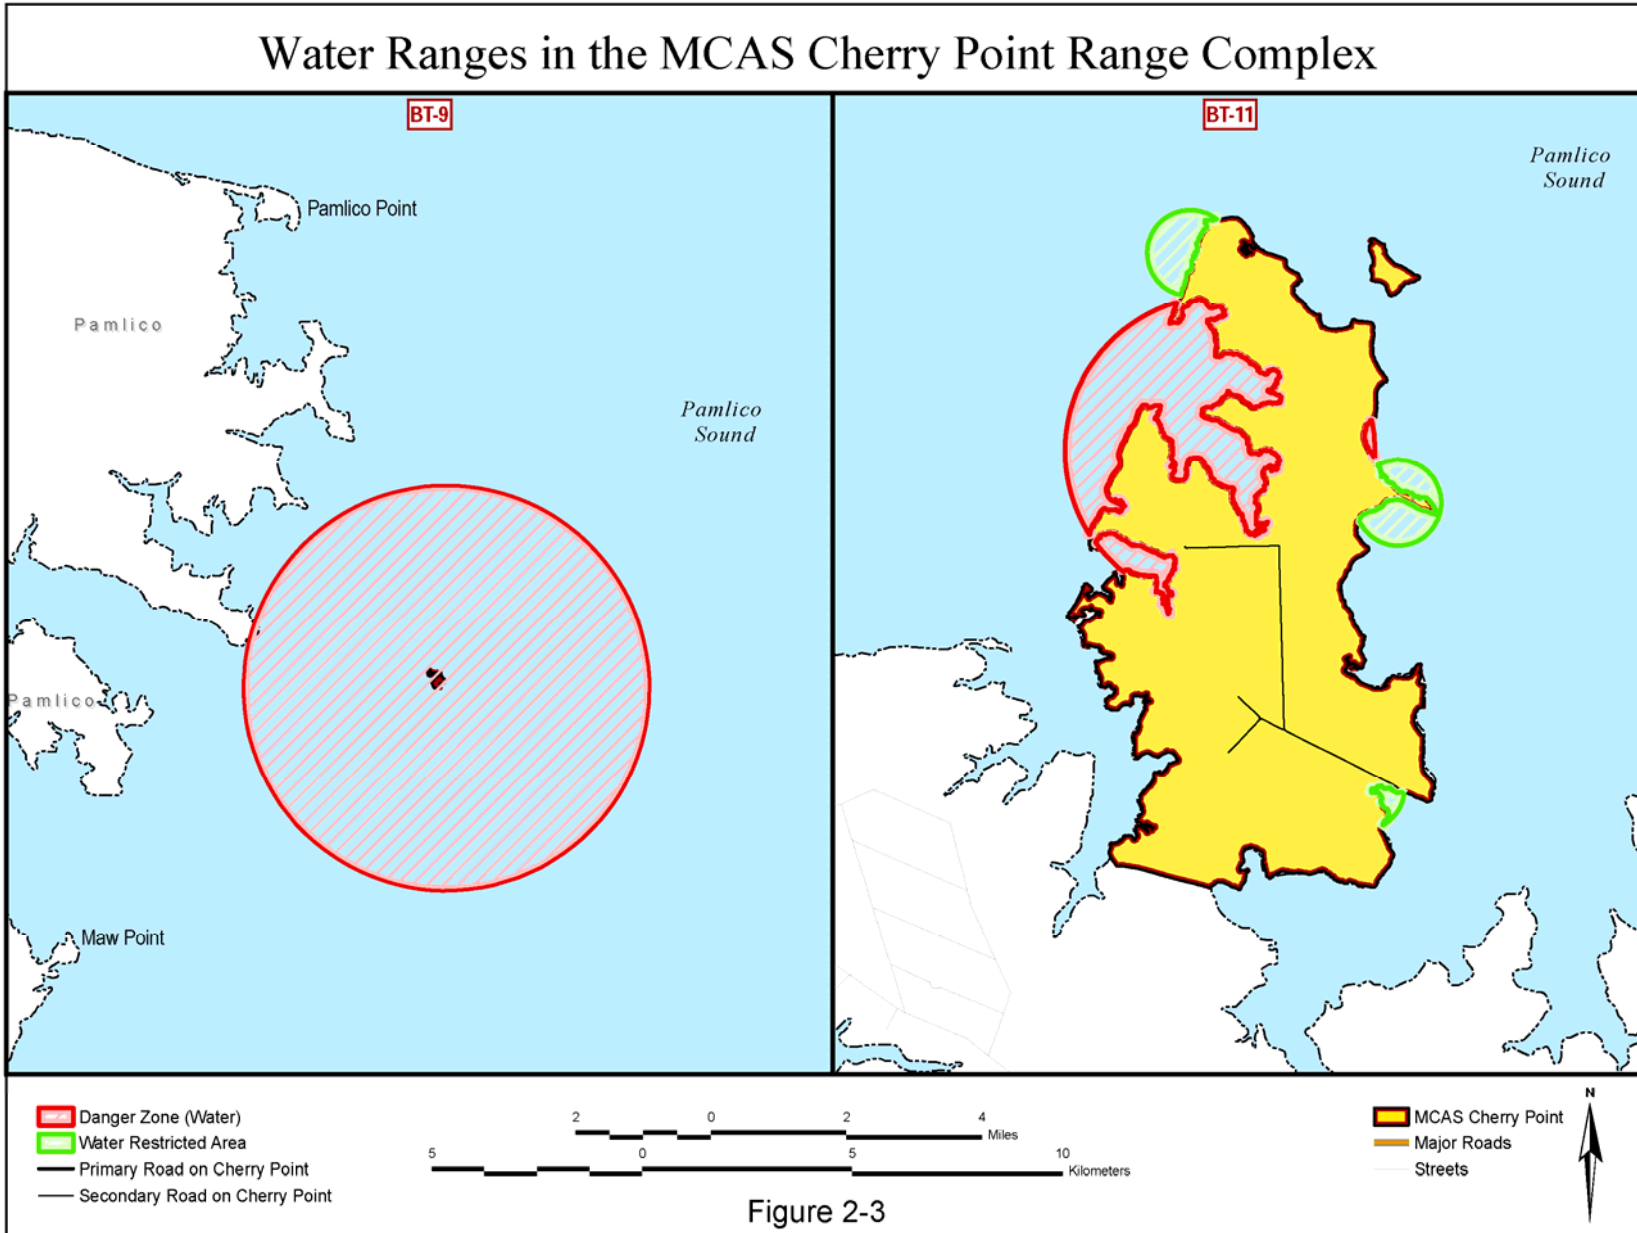 Water Ranges in the MCAS Cherry Point Range Complex
BT-9
Pamlico Point
Pamlico
Pamlico
Sound
Pamlico
Maw Point
BT-11
Pamlico
Sound
Danger Zone (Water)
Water Restricted Area
Primary Road on Cherry Point
Secondary Road on Cherry Point
2 0 2 4
Miles
5 0 5 10
Kilometers
Figure 2-3
MCAS Cherry Point
Major Roads
Streets
N